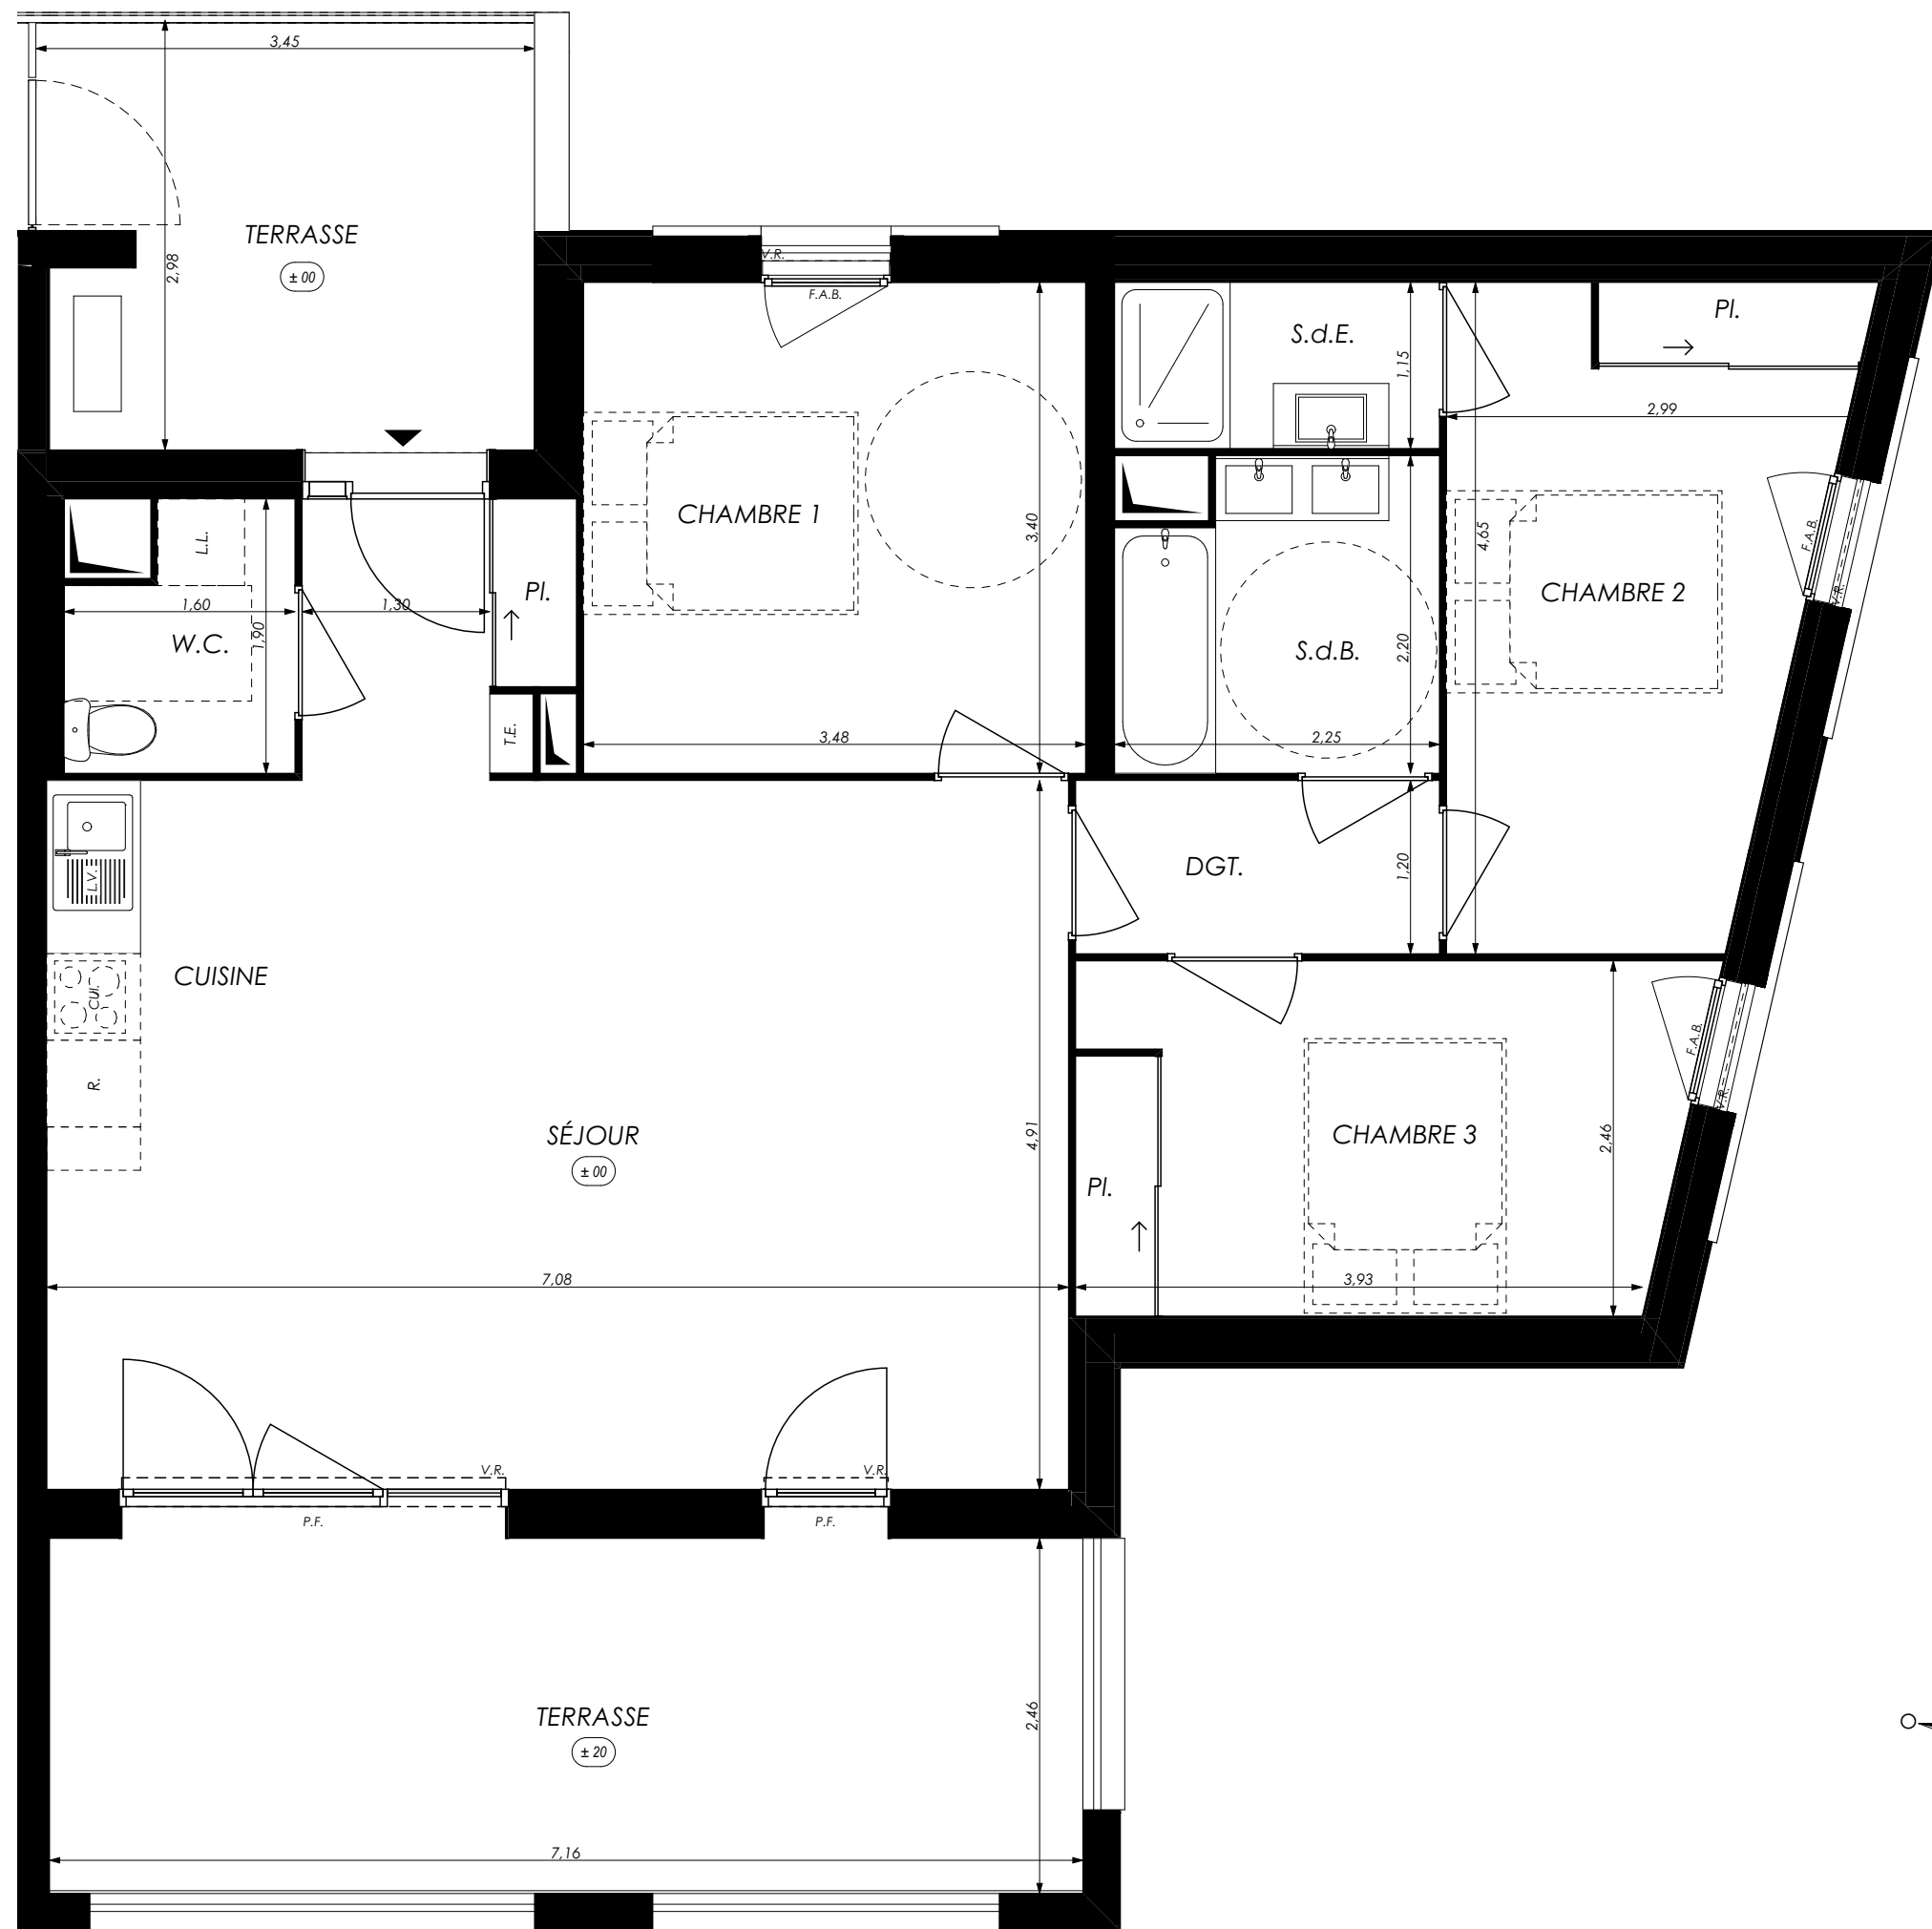 3,45
TERRASSE
± 00
2,98
V.R.
F.A.B.
S.d.E.
1,15
Pl.
2,99
CHAMBRE 1
3,40
4,65
F.A.B.
V.R.
L.L.
1,60
1,30
Pl.
W.C.
1,90
CHAMBRE 2
S.d.B.
2,20
T.E.
3,48
2,25
L.V.
DGT.
1,20
CUISINE
CUI.
R.
F.A.B.
V.R.
SÉJOUR
± 00
4,91
CHAMBRE 3
2,46
Pl.
7,08
3,93
V.R.
V.R.
P.F.
P.F.
TERRASSE
± 20
2,46
7,16